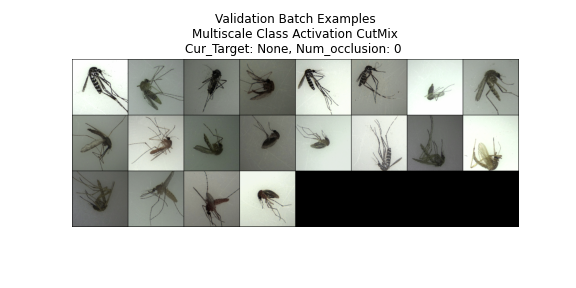 Validation Batch Examples
Multiscale Class Activation CutMix
Cur_Target: None, Num_occlusion: 0